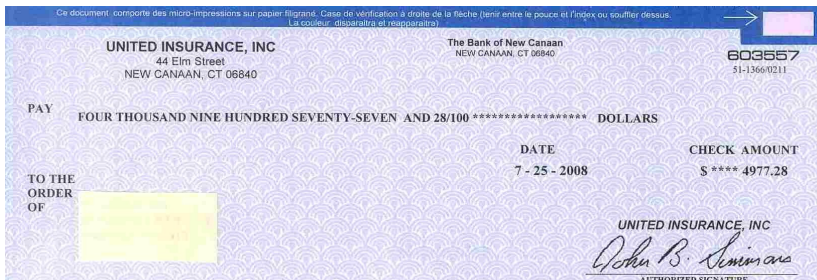 Ce document comporte des micro-impressions sur papier filigrané. Case de vérification à droite de la flèche (tenir entre le pouce et l'index ou souffler dessus.
La couleur disparaitra et reapparaitra)
UNITED INSURANCE, INC
44 Elm Street
NEW CANAAN, CT 06840
The Bank of New Canaan
NEW CANAAN, CT 06840
603557
51-1366/0211
PAY
FOUR THOUSAND NINE HUNDRED SEVENTY-SEVEN AND 28/100 ****************** DOLLARS
DATE
CHECK AMOUNT
7 - 25 - 2008
$ **** 4977.28
TO THE
ORDER
OF
UNITED INSURANCE, INC
John B. Simmons
AUTHORIZED SIGNATURE